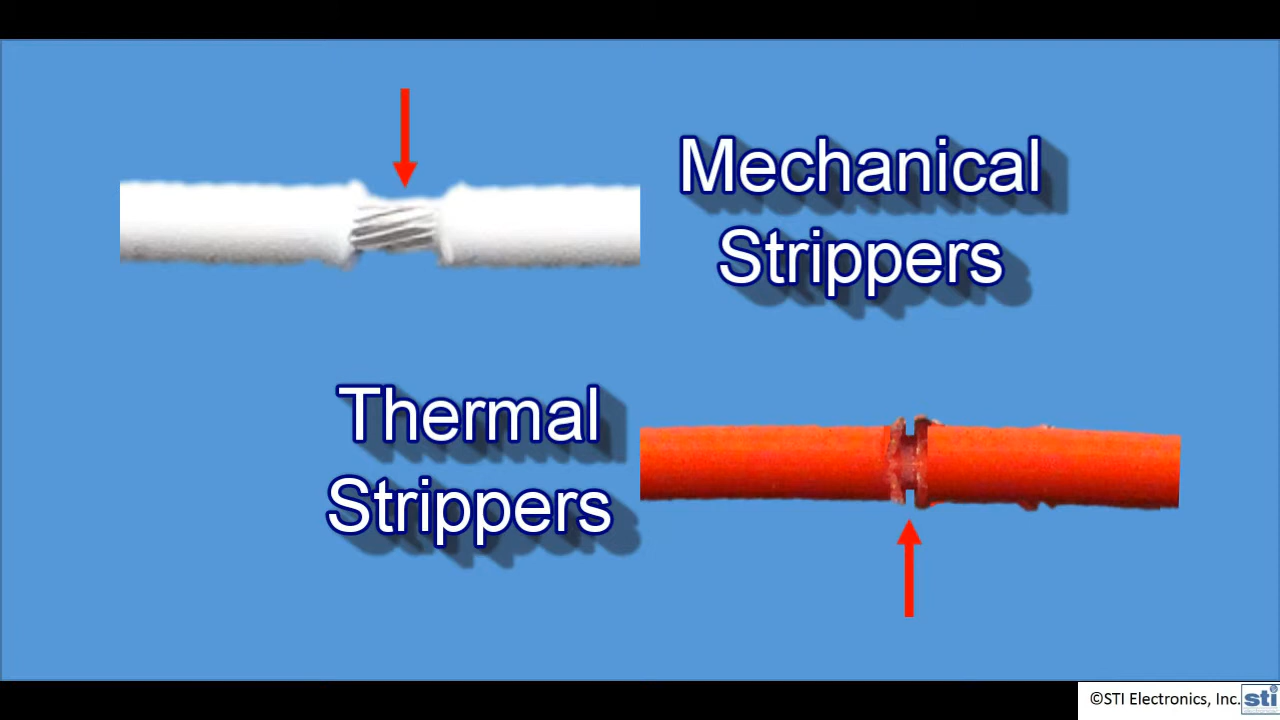 Mechanical
Strippers
Thermal
Strippers
©STI Electronics, Inc.
sti